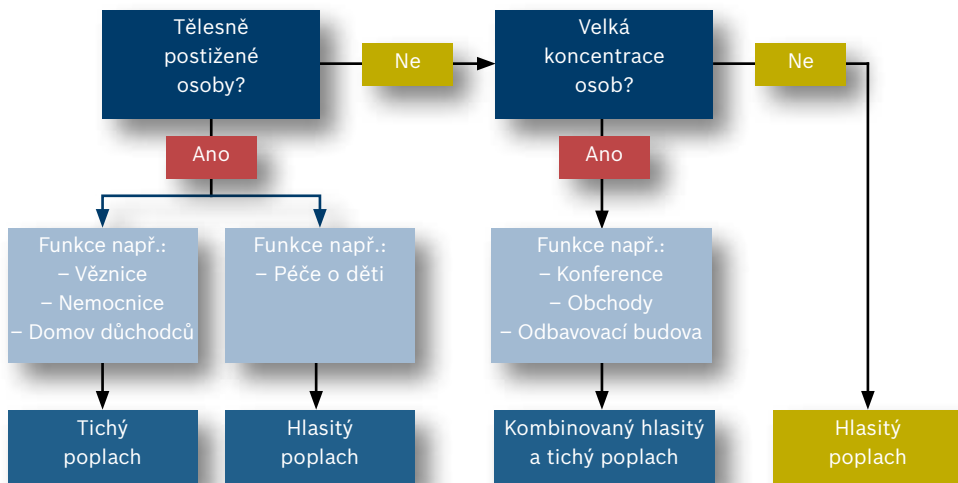 Tělesně
postižené
osoby?
Ne
Velká
koncentrace
osob?
Ne
Ano
Ano
Funkce např.:
– Věznice
– Nemocnice
– Domov důchodců
Funkce např.:
– Péče o děti
Funkce např.:
– Konference
– Obchody
– Odbavovací budova
Tichý
poplach
Hlasitý
poplach
Kombinovaný hlasitý
a tichý poplach
Hlasitý
poplach